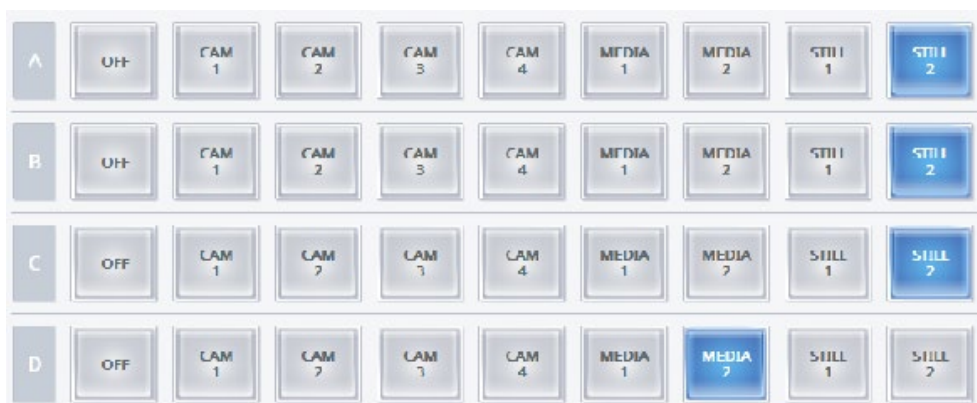 A OFF CAM 1 CAM 2 CAM 3 CAM 4 MEDIA 1 MEDIA 2 STILL 1 STILL 2
B OFF CAM 1 CAM 2 CAM 3 CAM 4 MEDIA 1 MEDIA 2 STILL 1 STILL 2
C OFF CAM 1 CAM 2 CAM 3 CAM 4 MEDIA 1 MEDIA 2 STILL 1 STILL 2
D OFF CAM 1 CAM 2 CAM 3 CAM 4 MEDIA 1 MEDIA 2 STILL 1 STILL 2